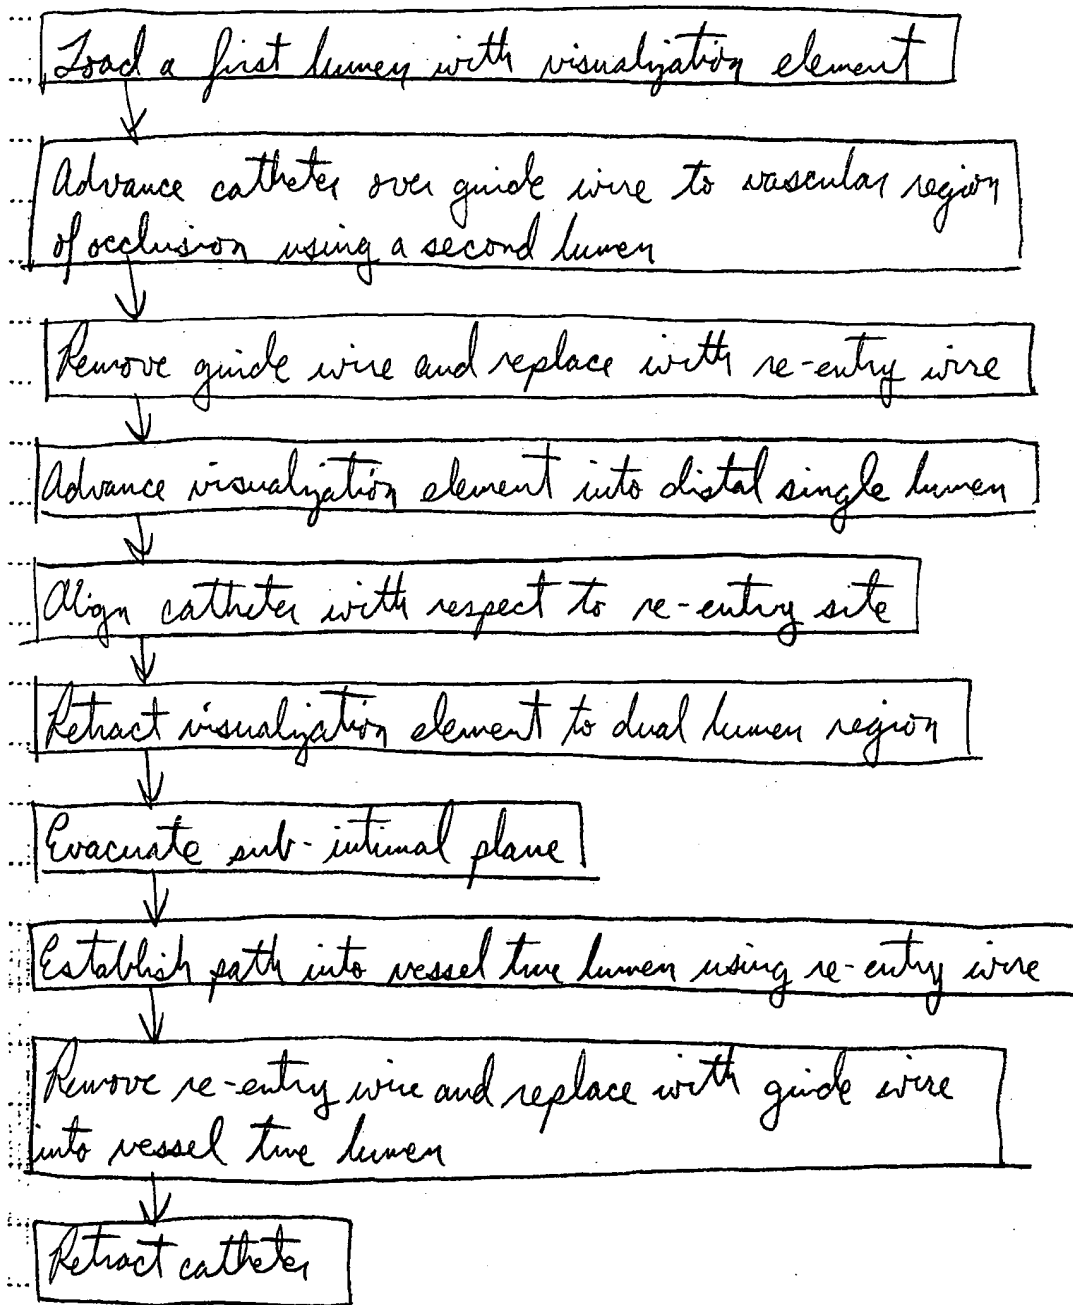 Load a first lumen with visualization element
Advance catheter over guide wire to vascular region
of occlusion using a second lumen
Remove guide wire and replace with re-entry wire
Advance visualization element into distal single lumen
Align catheter with respect to re-entry site
Retract visualization element to dual lumen region
Evacuate sub-intimal plane
Establish path into vessel true lumen using re-entry wire
Remove re-entry wire and replace with guide wire
into vessel true lumen
Retract catheter